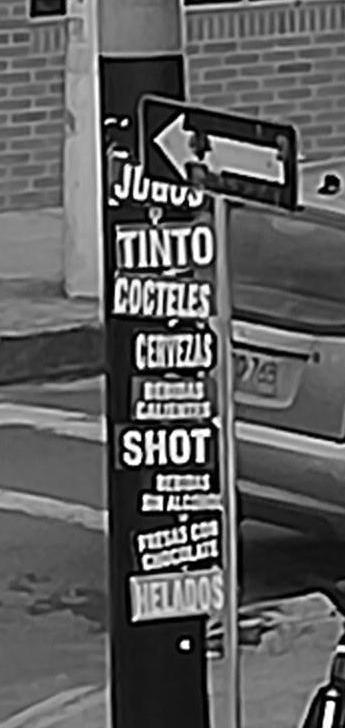 JUGOS
Y
TINTO
COCTELES
CERVEZAS
BEBIDAS
CALIENTES
SHOT
BEBIDAS
SIN ALCOHOL
FRESAS CON
CHOCOLATE
HELADOS